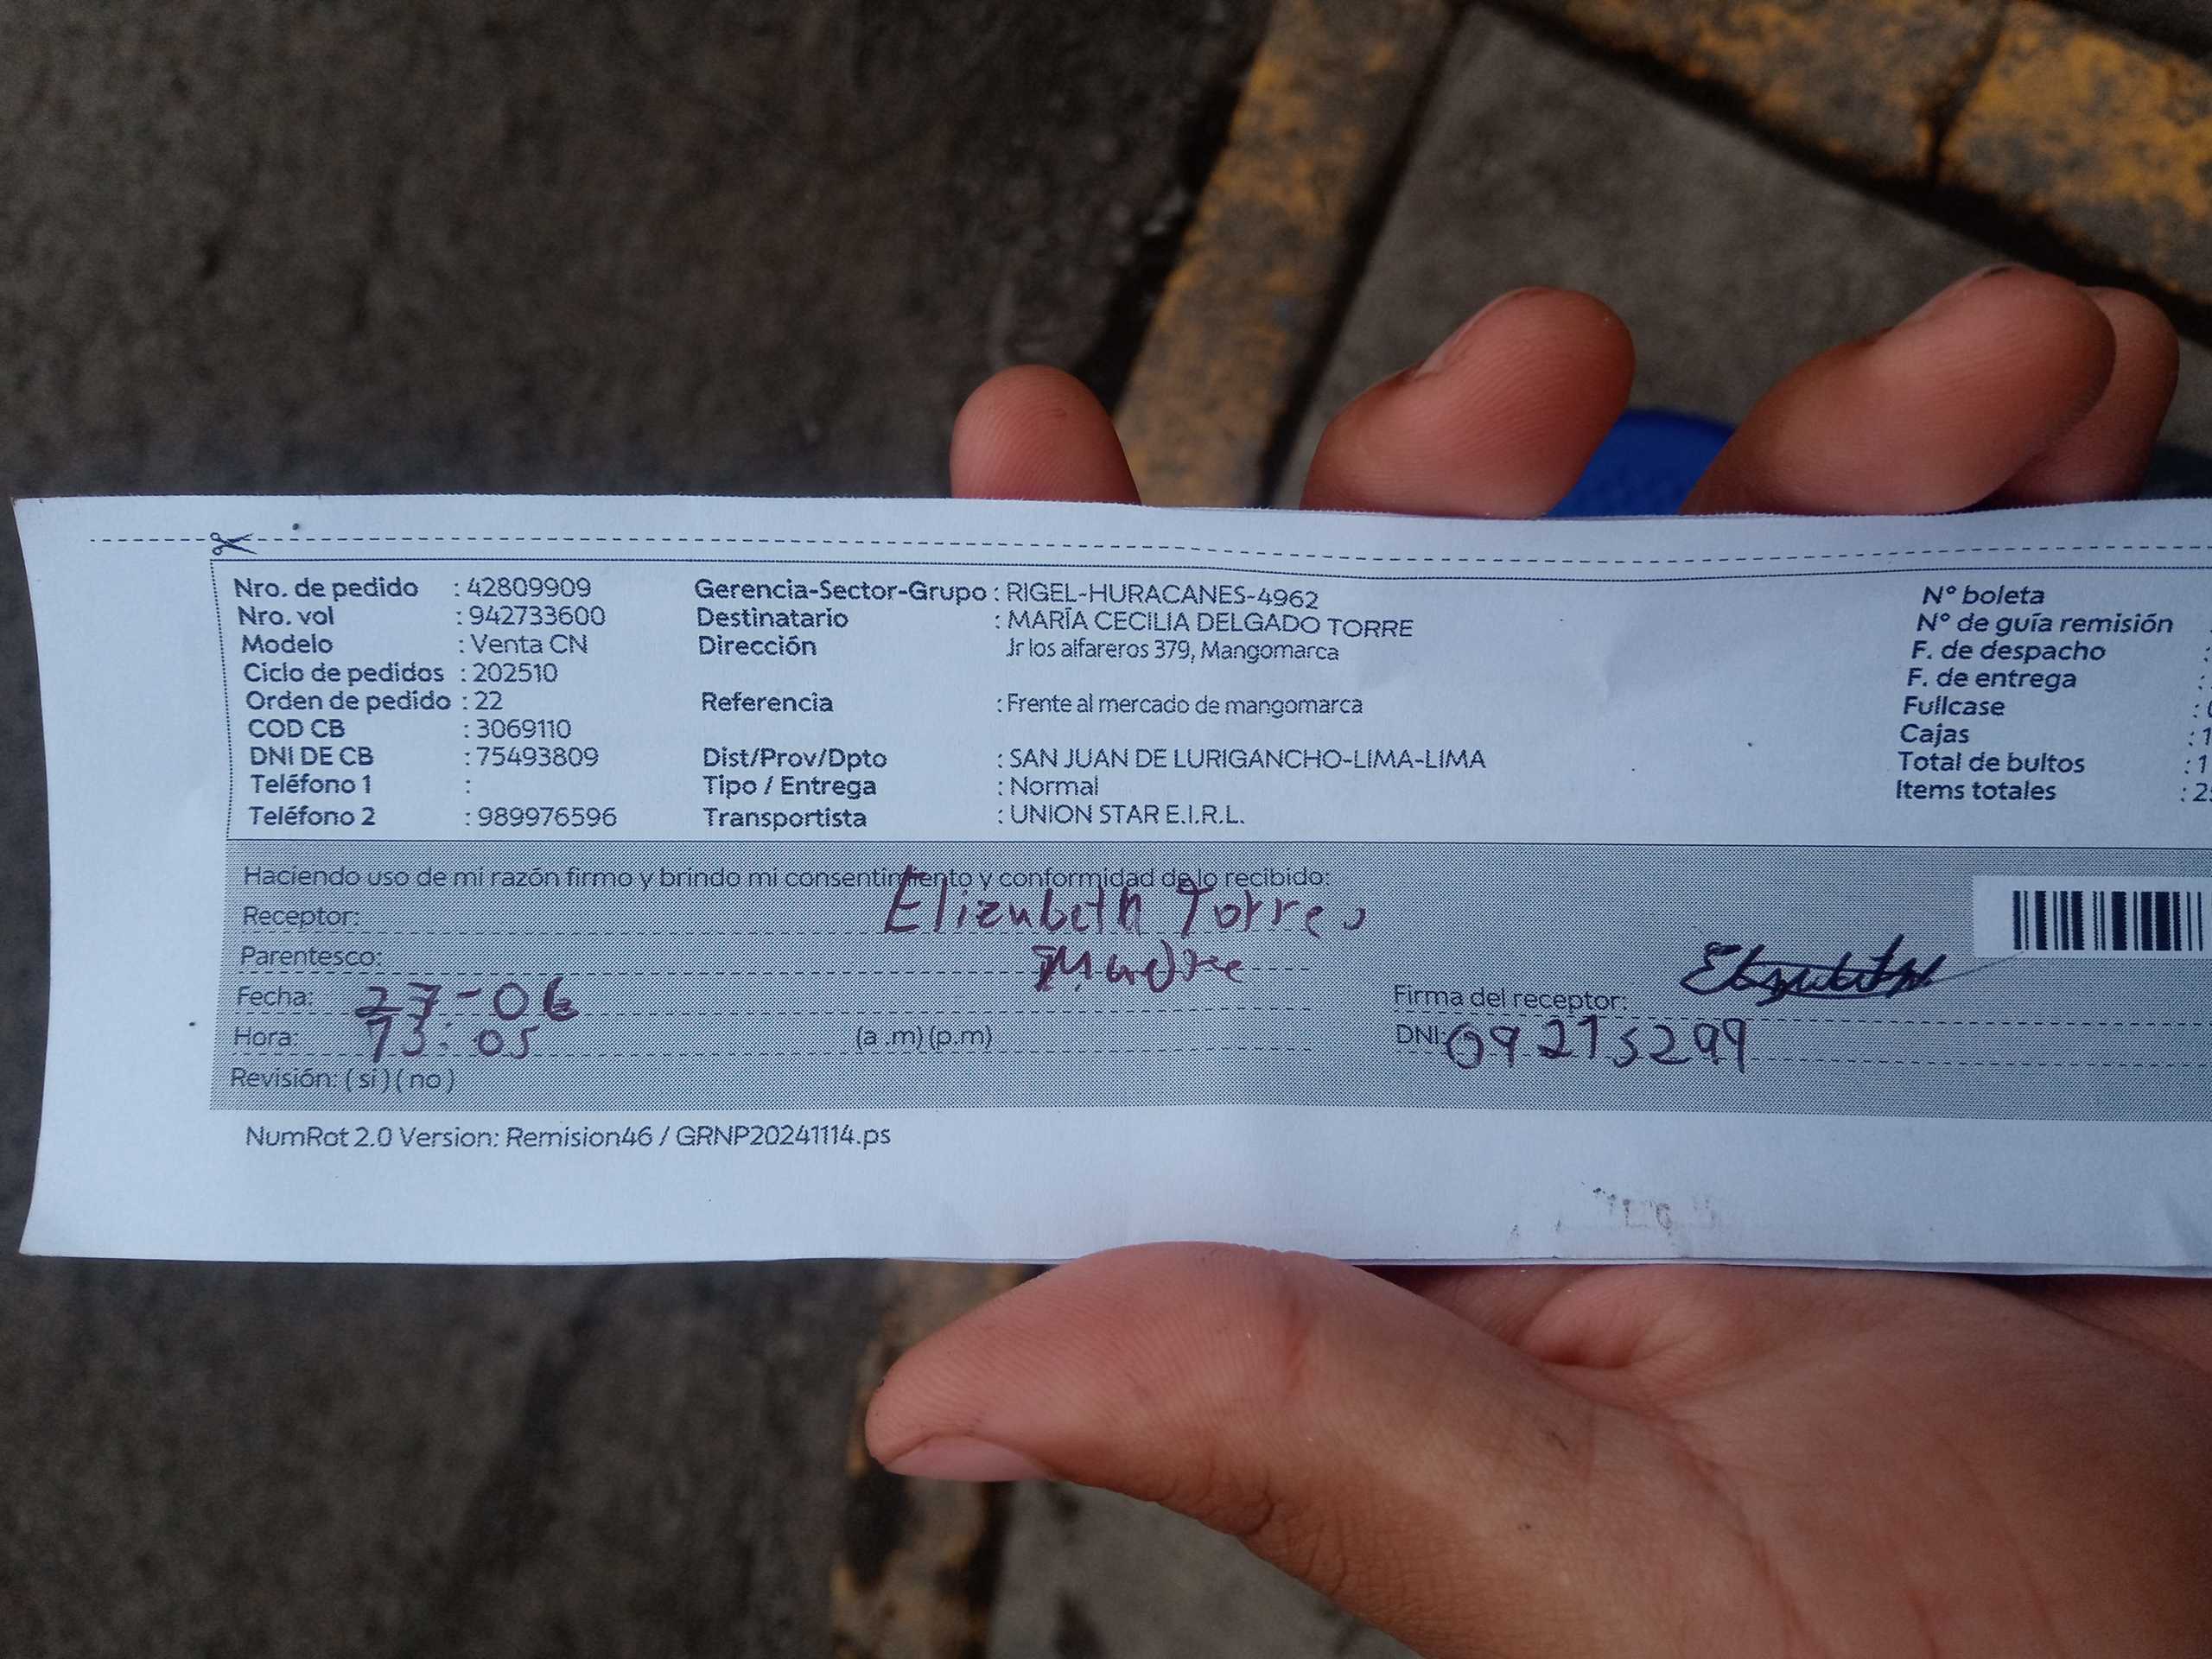 Nro. de pedido : 42809909 Gerencia-Sector-Grupo : RIGEL-HURACANES-4962 N° boleta
Nro. vol : 942733600 Destinatario : MARÍA CECILIA DELGADO TORRE N° de guía remisión
Modelo : Venta CN Dirección Jr los alfareros 379, Mangomarca F. de despacho :
Ciclo de pedidos : 202510 F. de entrega :
Orden de pedido : 22 Referencia : Frente al mercado de mangomarca Fullcase :
COD CB : 3069110 Cajas : 1
DNI DE CB : 75493809 Dist/Prov/Dpto : SAN JUAN DE LURIGANCHO-LIMA-LIMA Total de bultos : 1
Teléfono 1 : Tipo / Entrega : Normal Items totales : 2
Teléfono 2 : 989976596 Transportista : UNION STAR E.I.R.L.
Haciendo uso de mi razón firmo y brindo mi consentimiento y conformidad de lo recibido:
Receptor: Elizabeth Torres
Parentesco: Madre
Fecha: 27-06 Firma del receptor:
Hora: 13:05 (a .m) (p.m) DNI:
Revisión: ( si ) ( no )
NumRot 2.0 Version: Remision46 / GRNP20241114.ps